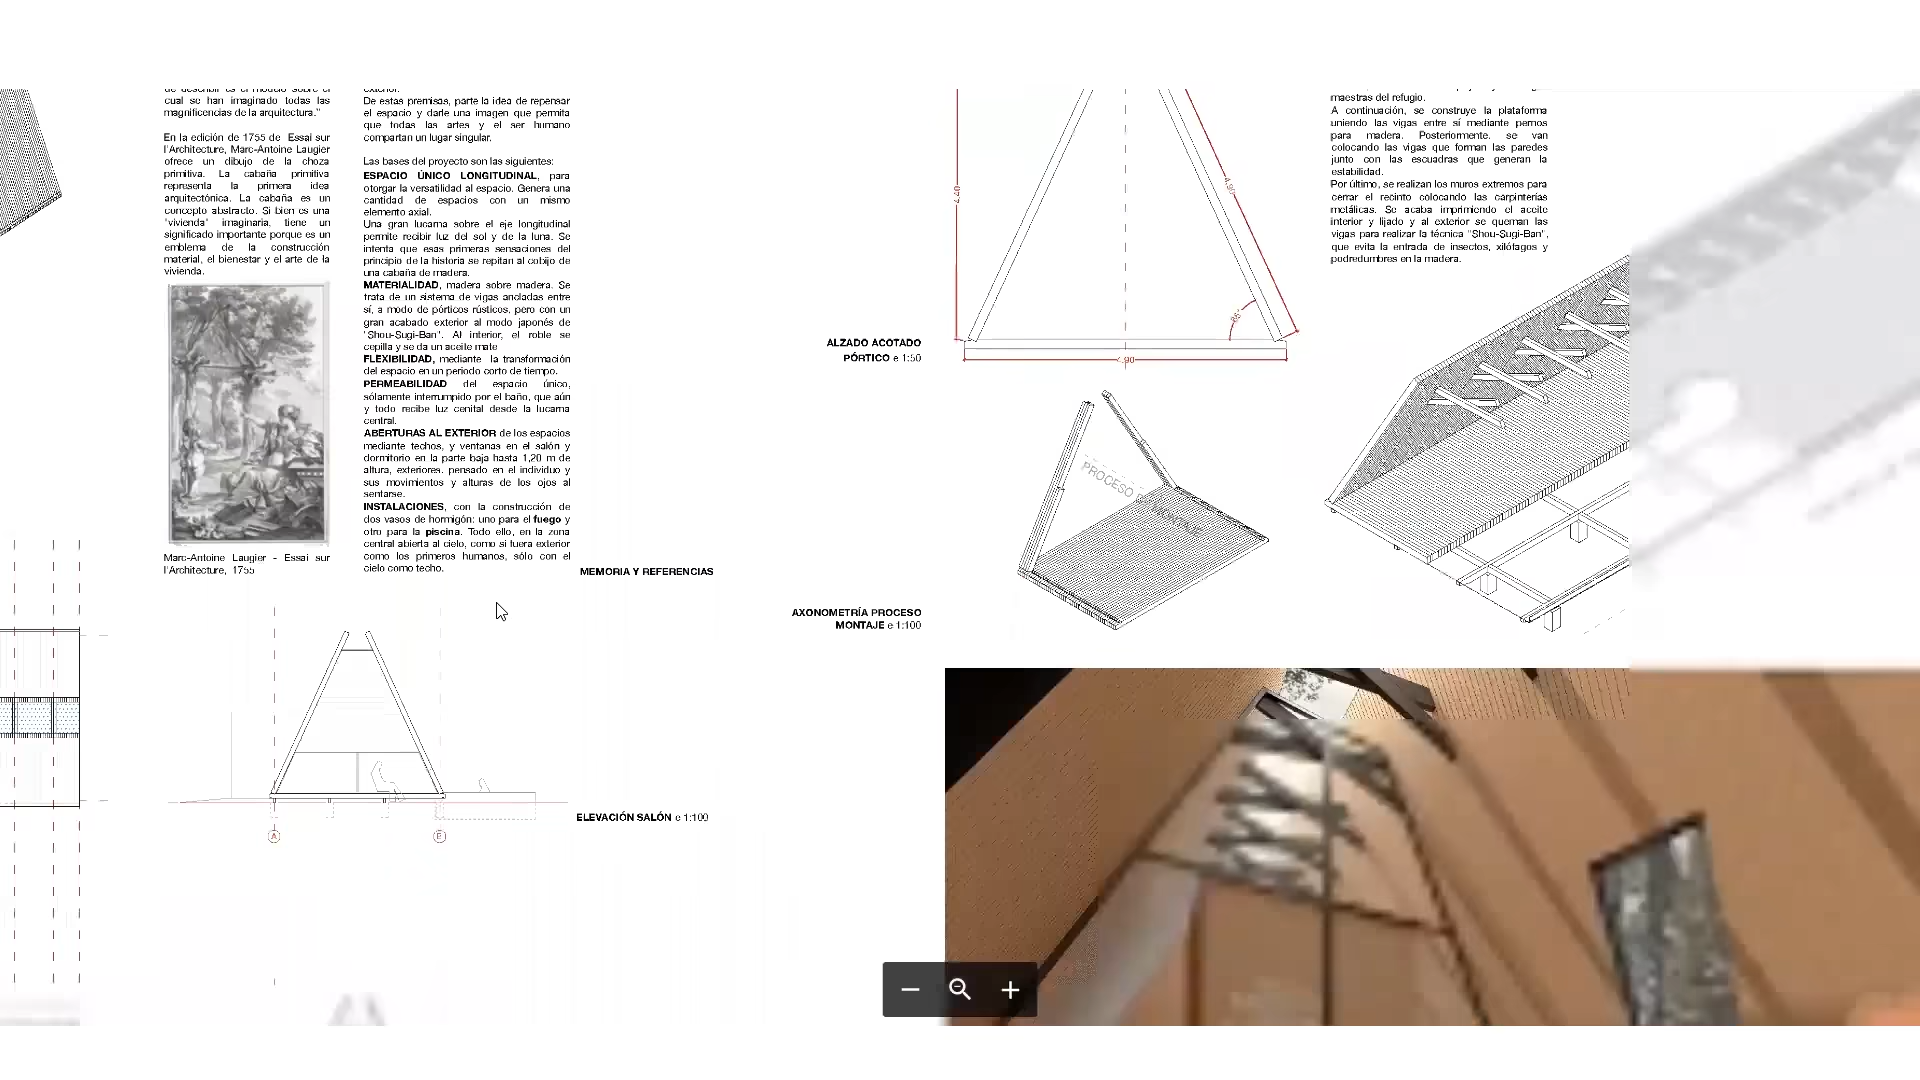 cual se han imaginado todas las
magnificencias de la arquitectura."
En la edición de 1755 de Essai sur
l'Architecture, Marc-Antoine Laugier
ofrece un dibujo de la choza
primitiva. La cabaña primitiva
representa la primera idea
arquitectónica. La cabaña es un
concepto abstracto. Si bien es una
"vivienda" imaginaria, tiene un
significado importante porque es un
emblema de la construcción
material, el bienestar y el arte de la
vivienda.
Marc-Antoine Laugier - Essai sur
l'Architecture, 1755
exterior.
De estas premisas, parte la idea de repensar
el espacio y darle una imagen que permita
que todas las artes y el ser humano
compartan un lugar singular.
Las bases del proyecto son las siguientes:
ESPACIO ÚNICO LONGITUDINAL, para
otorgar la versatilidad al espacio. Genera una
cantidad de espacios con un mismo
elemento axial.
Una gran lucarna sobre el eje longitudinal
permite recibir luz del sol y de la luna. Se
intenta que esas primeras sensaciones del
principio de la historia se repitan al cobijo de
una cabaña de madera.
MATERIALIDAD, madera sobre madera. Se
trata de un sistema de vigas ancladas entre
sí, a modo de pórticos rústicos, pero con un
gran acabado exterior al modo japonés de
"Shou-Sugi-Ban". Al interior, el roble se
cepilla y se da un aceite mate
FLEXIBILIDAD, mediante la transformación
del espacio en un periodo corto de tiempo.
PERMEABILIDAD del espacio único,
sólamente interrumpido por el baño, que aún
y todo recibe luz cenital desde la lucarna
central.
ABERTURAS AL EXTERIOR de los espacios
mediante techos, y ventanas en el salón y
dormitorio en la parte baja hasta 1,20 m de
altura, exteriores, pensado en el individuo y
sus movimientos y alturas de los ojos al
sentarse.
INSTALACIONES, con la construcción de
dos vasos de hormigón: uno para el fuego y
otro para la piscina. Todo ello, en la zona
central abierta al cielo, como si fuera exterior
como los primeros humanos, sólo con el
cielo como techo.
MEMORIA Y REFERENCIAS
ELEVACIÓN SALÓN e 1:100
A
B
ALZADO ACOTADO
PÓRTICO e 1:50
4,40
4,90
65°
4,90
AXONOMETRÍA PROCESO
MONTAJE e 1:100
PROCESO
MONTAJE
maestras del refugio.
A continuación, se construye la plataforma
uniendo las vigas entre sí mediante pernos
para madera. Posteriormente, se van
colocando las vigas que forman las paredes
junto con las escuadras que generan la
estabilidad.
Por último, se realizan los muros extremos para
cerrar el recinto colocando las carpinterías
metálicas. Se acaba imprimiendo el aceite
interior y lijado y al exterior se queman las
vigas para realizar la técnica "Shou-Sugi-Ban",
que evita la entrada de insectos, xilófagos y
podredumbres en la madera.